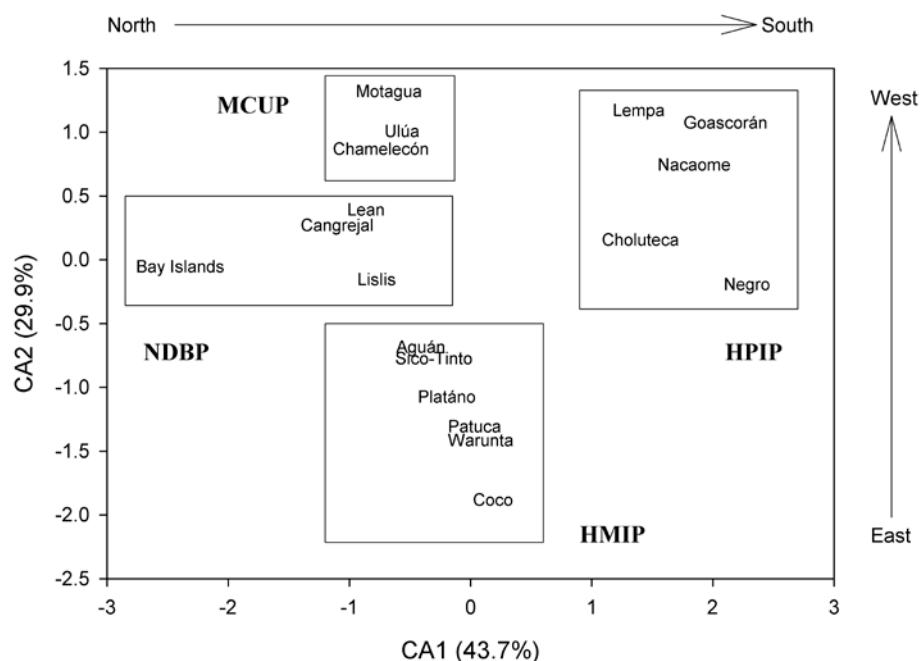 North South
1.5
MCUP
Motagua
Lempa
West
Goascorán
1.0
Ulúa
Chamelecón
Nacaome
0.5
Lean
Cangrejal
Choluteca
0.0
Bay Islands
Lislis
Negro
-0.5
NDBP
Aguán
HPIP
Sico-Tinto
-1.0
Platáno
Patuca
Warunta
-1.5
Coco
-2.0
HMIP
East
-2.5
-3 -2 -1 0 1 2 3
CA1 (43.7%)
CA2 (29.9%)